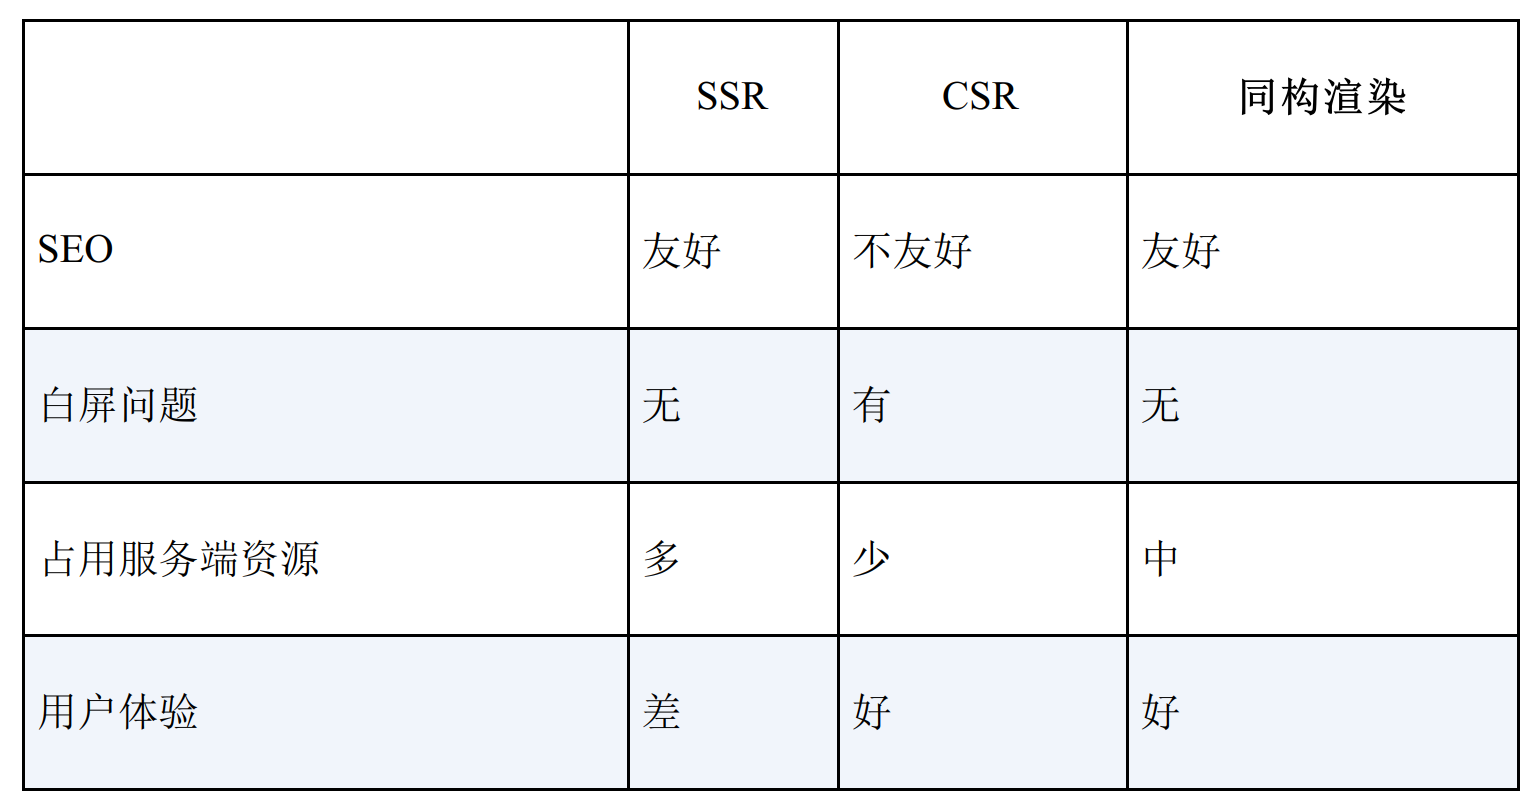 SSR CSR 同构渲染
SEO 友好 不友好 友好
白屏问题 无 有 无
占用服务端资源 多 少 中
用户体验 差 好 好